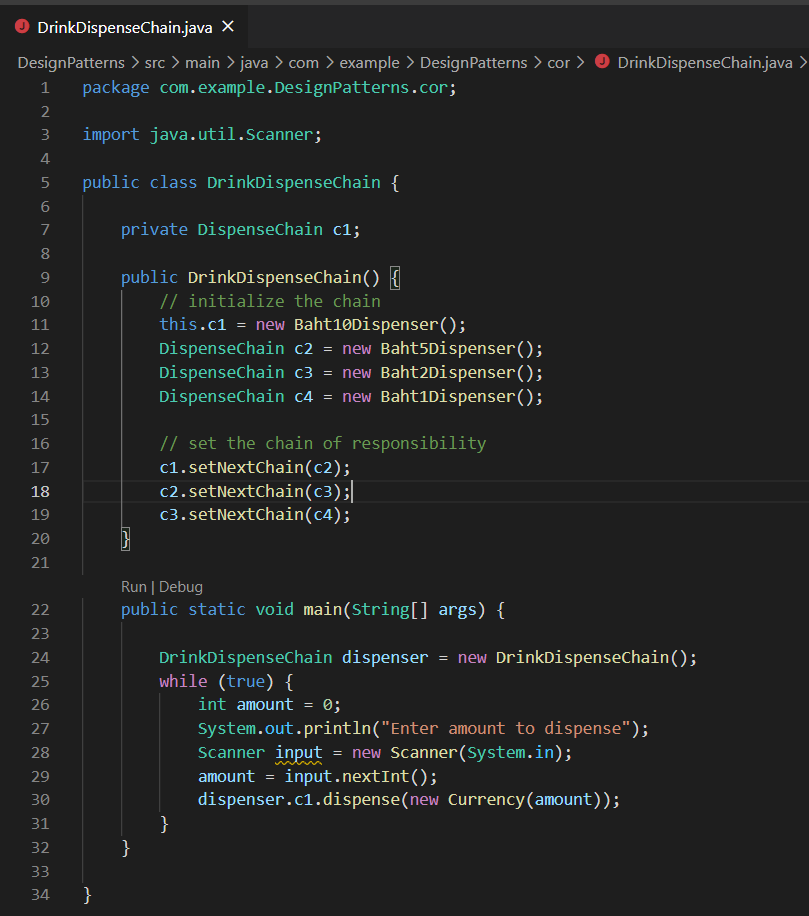 J DrinkDispenseChain.java ×
DesignPatterns > src > main > java > com > example > DesignPatterns > cor > J DrinkDispenseChain.java >
1 package com.example.DesignPatterns.cor;
2
3 import java.util.Scanner;
4
5 public class DrinkDispenseChain {
6
7     private DispenseChain c1;
8
9     public DrinkDispenseChain() {
10         // initialize the chain
11         this.c1 = new Baht10Dispenser();
12         DispenseChain c2 = new Baht5Dispenser();
13         DispenseChain c3 = new Baht2Dispenser();
14         DispenseChain c4 = new Baht1Dispenser();
15
16         // set the chain of responsibility
17         c1.setNextChain(c2);
18         c2.setNextChain(c3);
19         c3.setNextChain(c4);
20     }
21
Run | Debug
22     public static void main(String[] args) {
23
24         DrinkDispenseChain dispenser = new DrinkDispenseChain();
25         while (true) {
26             int amount = 0;
27             System.out.println("Enter amount to dispense");
28             Scanner input = new Scanner(System.in);
29             amount = input.nextInt();
30             dispenser.c1.dispense(new Currency(amount));
31         }
32     }
33
34 }